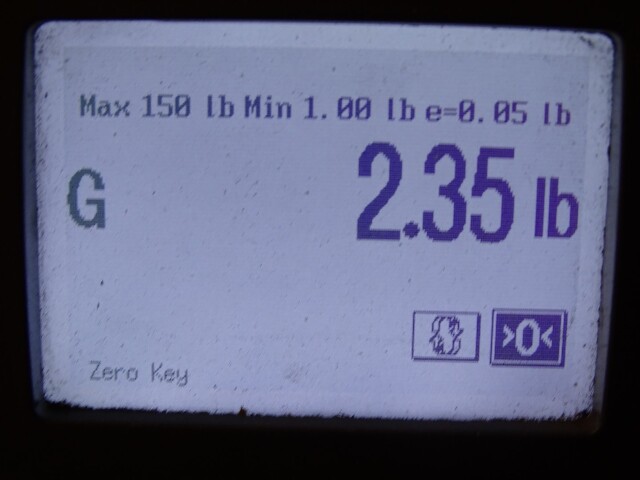 Max 150 lb Min 1.00 lb e=0.05 lb
G 2.35 lb
>0<
Zero Key